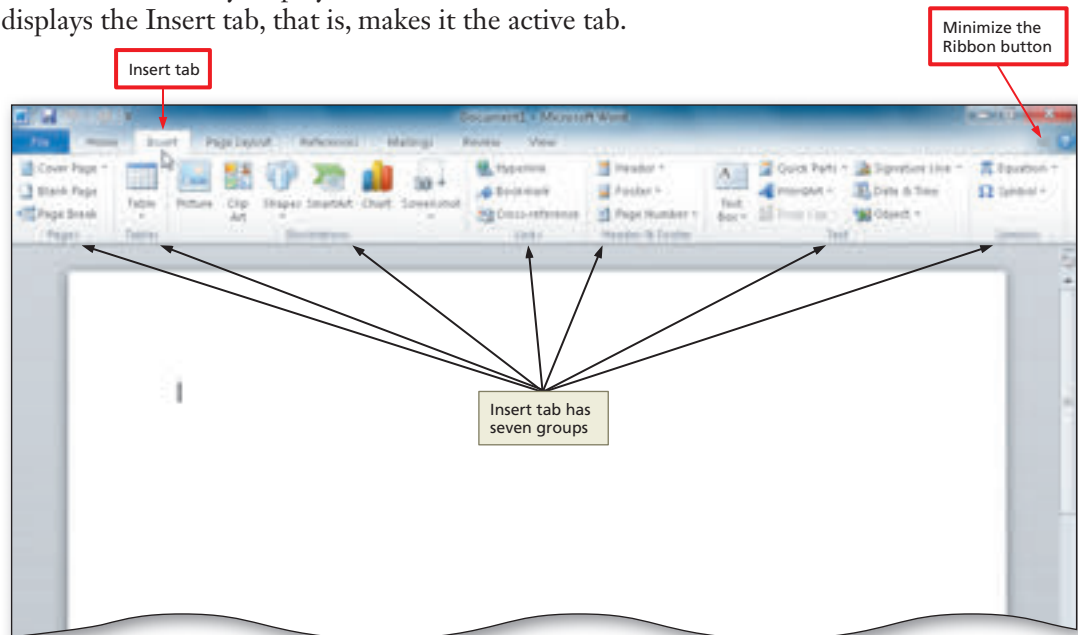 displays the Insert tab, that is, makes it the active tab.
Minimize the
Ribbon button
Insert tab
Document1 - Microsoft Word
File Home Insert Page Layout References Mailings Review View
Cover Page
Blank Page
Page Break
Table
Picture
Clip
Art
Shapes
SmartArt
Chart
Screenshot
Hyperlink
Bookmark
Cross-reference
Header
Footer
Page Number
Text
Box
Quick Parts
WordArt
Drop Cap
Signature Line
Date & Time
Object
Equation
Symbol
Pages Tables Illustrations Links Header & Footer Text Symbols
Insert tab has
seven groups